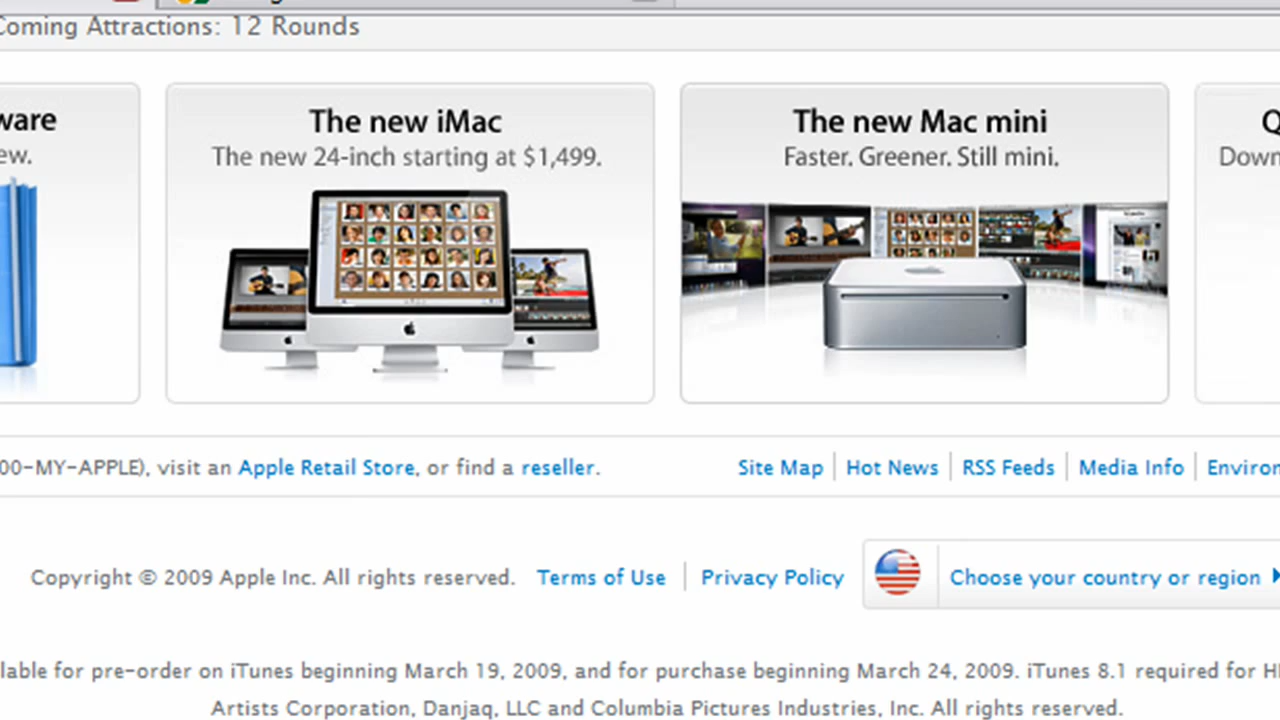 Coming Attractions: 12 Rounds
ware
ew.
The new iMac
The new 24-inch starting at $1,499.
The new Mac mini
Faster. Greener. Still mini.
Q
Down
00-MY-APPLE), visit an Apple Retail Store, or find a reseller.
Site Map Hot News RSS Feeds Media Info Environ
Copyright © 2009 Apple Inc. All rights reserved. Terms of Use Privacy Policy Choose your country or region
lable for pre-order on iTunes beginning March 19, 2009, and for purchase beginning March 24, 2009. iTunes 8.1 required for H
Artists Corporation, Danjaq, LLC and Columbia Pictures Industries, Inc. All rights reserved.